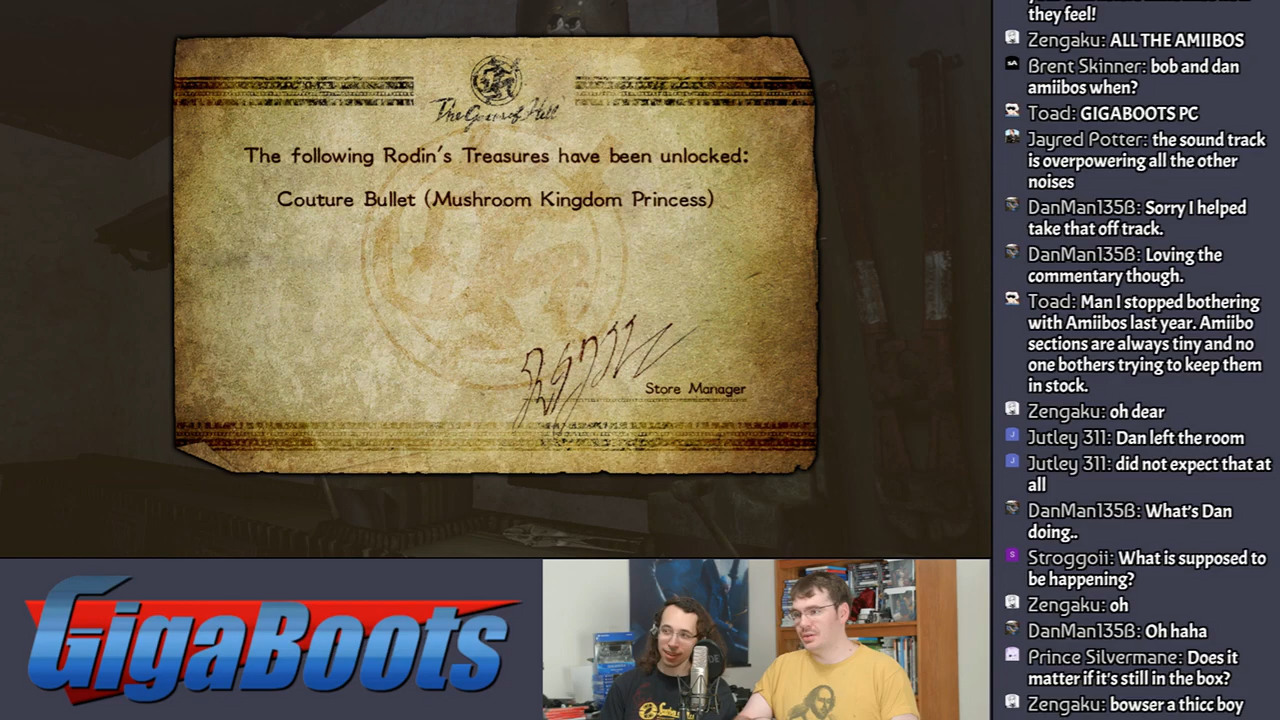 The Gates of Hell
The following Rodin's Treasures have been unlocked:
Couture Bullet (Mushroom Kingdom Princess)
Rodin
Store Manager
GigaBoots
they feel!
Zengaku: ALL THE AMIIBOS
Brent Skinner: bob and dan
amiibos when?
Toad: GIGABOOTS PC
Jayred Potter: the sound track
is overpowering all the other
noises
DanMan1358: Sorry I helped
take that off track.
DanMan1358: Loving the
commentary though.
Toad: Man I stopped bothering
with Amiibos last year. Amiibo
sections are always tiny and no
one bothers trying to keep them
in stock.
Zengaku: oh dear
Jutley 311: Dan left the room
Jutley 311: did not expect that at
all
DanMan1358: What's Dan
doing..
Stroggoii: What is supposed to
be happening?
Zengaku: oh
DanMan1358: Oh haha
Prince Silvermane: Does it
matter if it's still in the box?
Zengaku: bowser a thicc boy